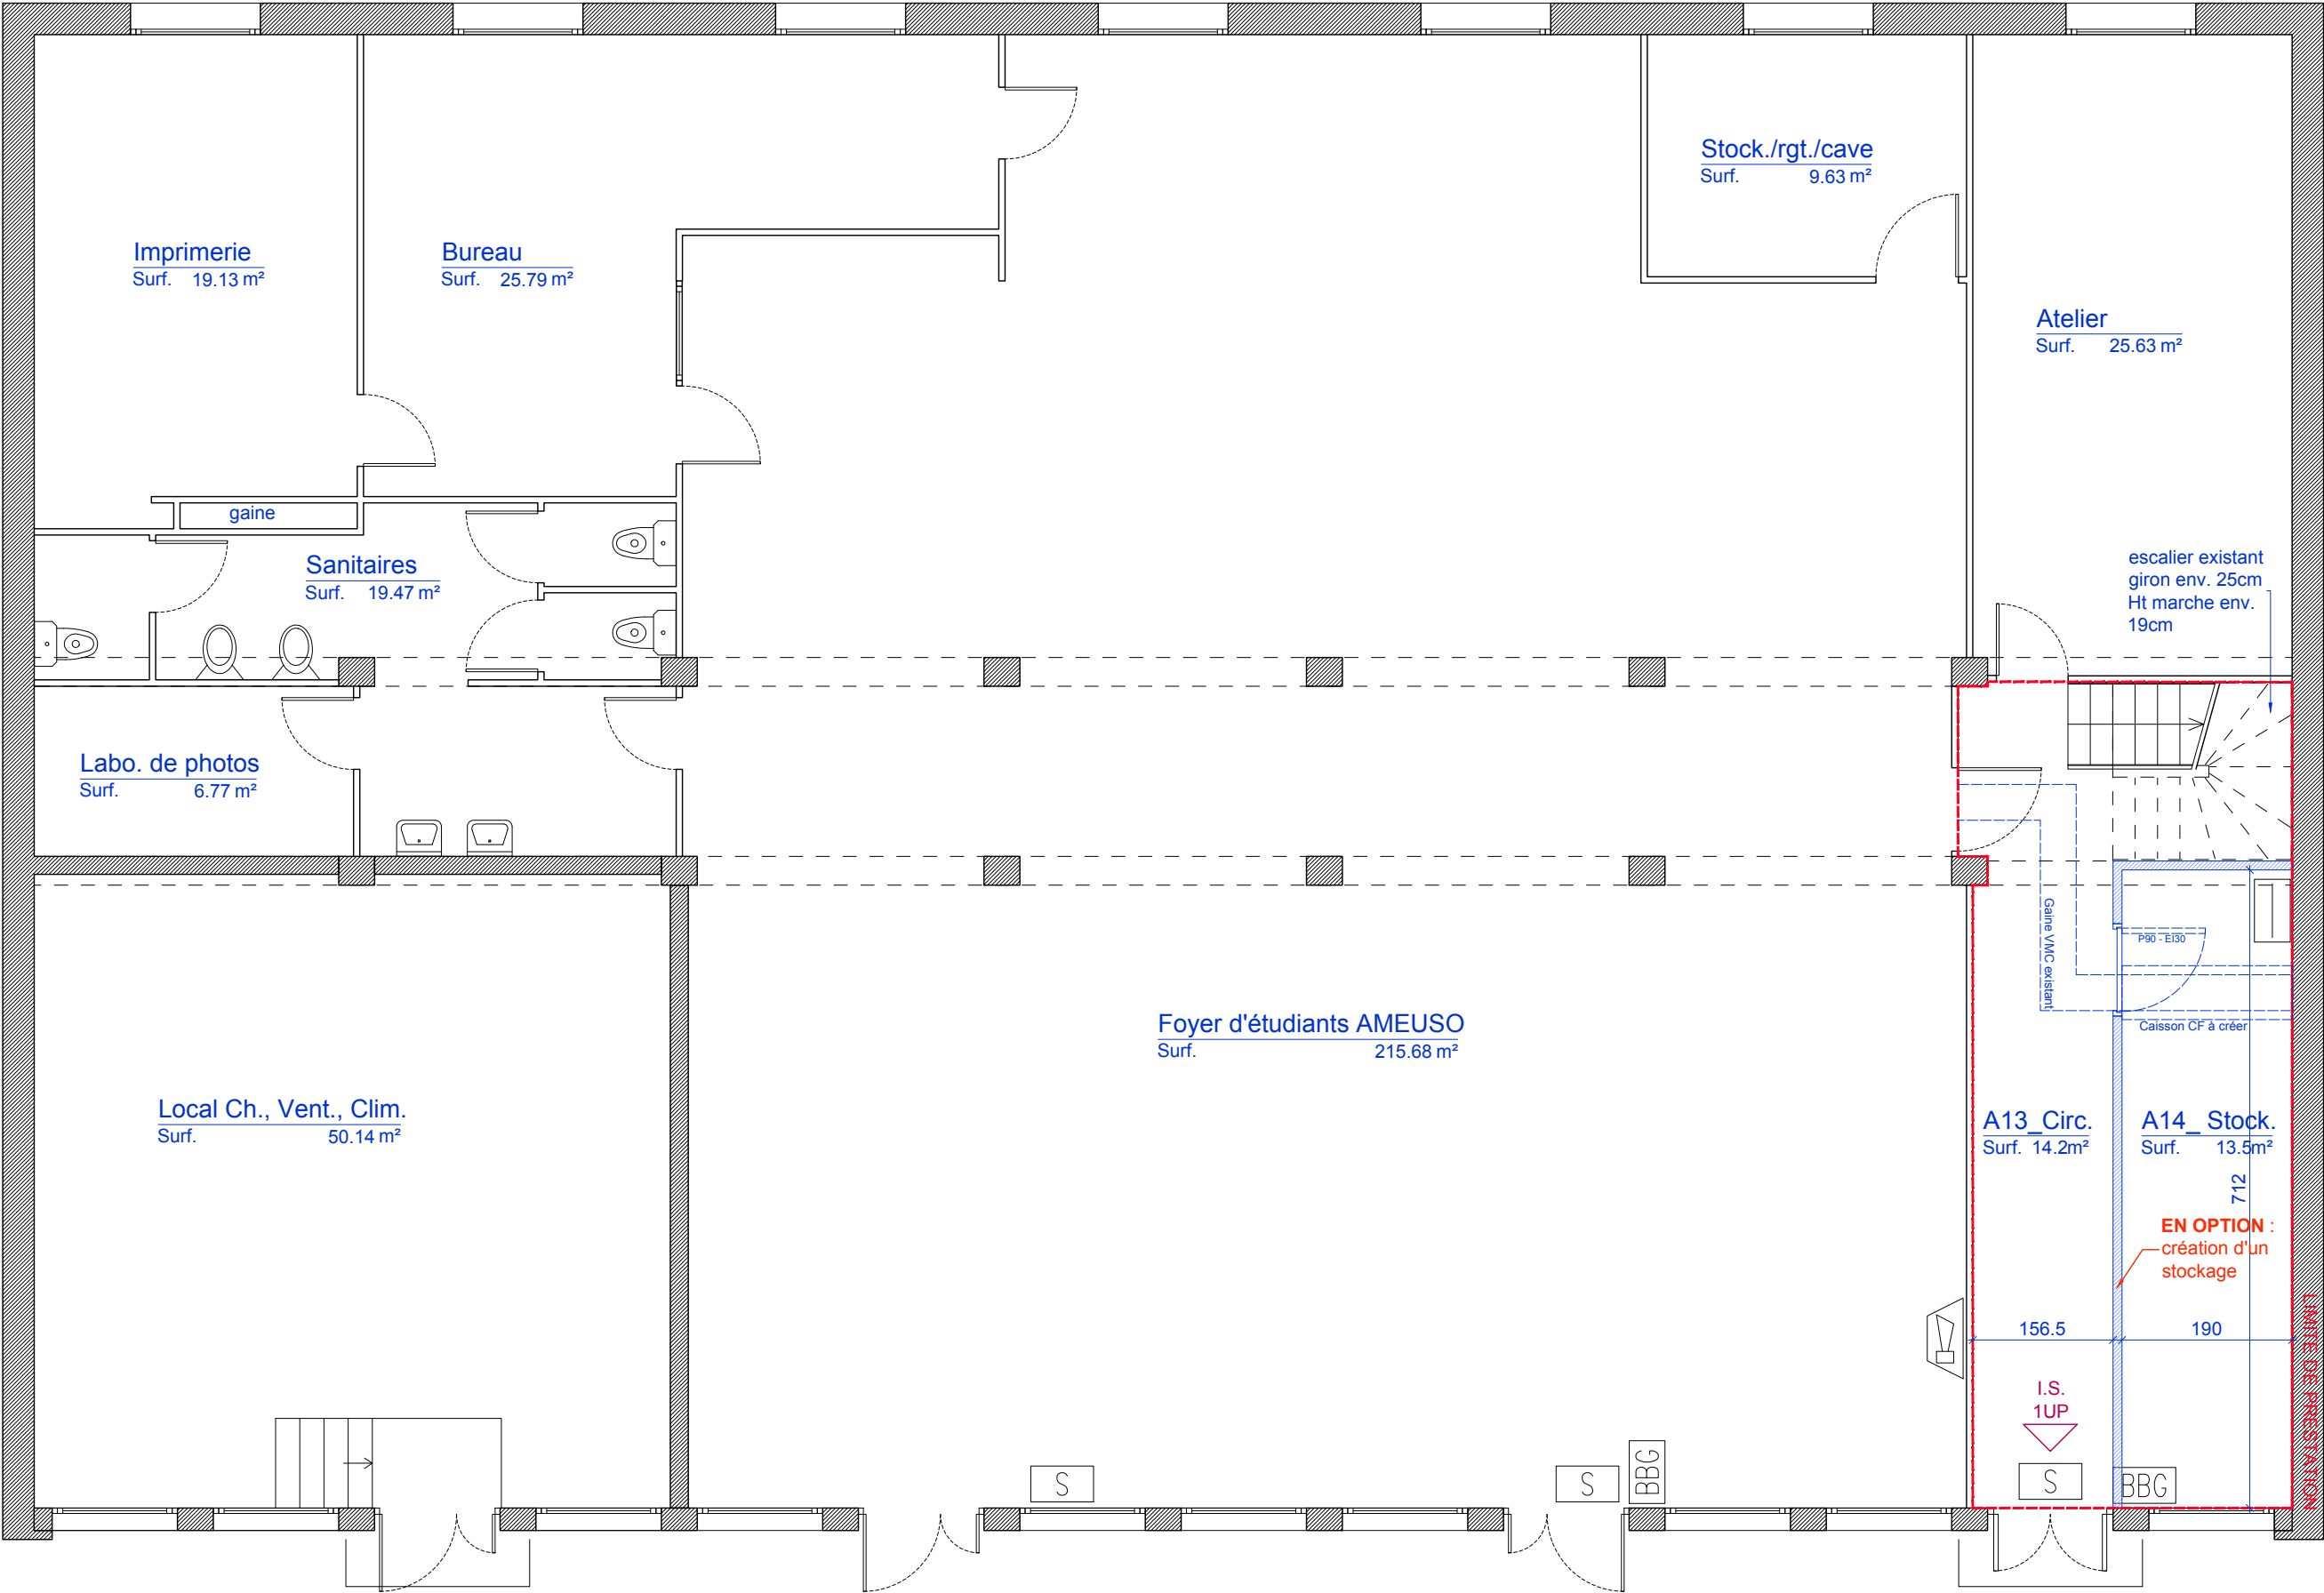 Stock./rgt./cave
Surf. 9.63 m²
Imprimerie
Surf. 19.13 m²
Bureau
Surf. 25.79 m²
Atelier
Surf. 25.63 m²
gaine
Sanitaires
Surf. 19.47 m²
escalier existant
giron env. 25cm
Ht marche env.
19cm
Labo. de photos
Surf. 6.77 m²
Gaine VMC existant
P90 - EI30
Caisson CF à créer
Foyer d'étudiants AMEUSO
Surf. 215.68 m²
Local Ch., Vent., Clim.
Surf. 50.14 m²
A13_Circ.
Surf. 14.2m²
A14_ Stock.
Surf. 13.5m²
712
EN OPTION :
création d'un
stockage
156.5
190
LIMITE DE PRESTATION
I.S.
1UP
S
S
BBG
S
BBG